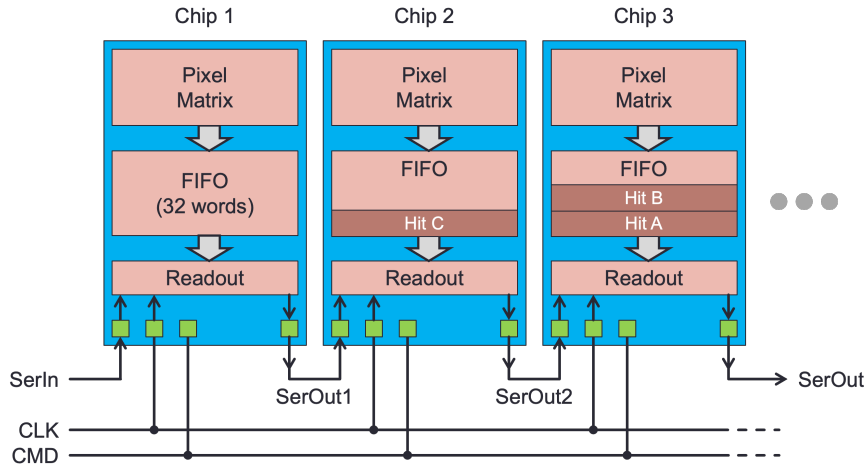 Chip 1
Chip 2
Chip 3
Pixel
Matrix
Pixel
Matrix
Pixel
Matrix
FIFO
(32 words)
FIFO
Hit C
FIFO
Hit B
Hit A
Readout
Readout
Readout
SerIn
SerOut1
SerOut2
SerOut
CLK
CMD